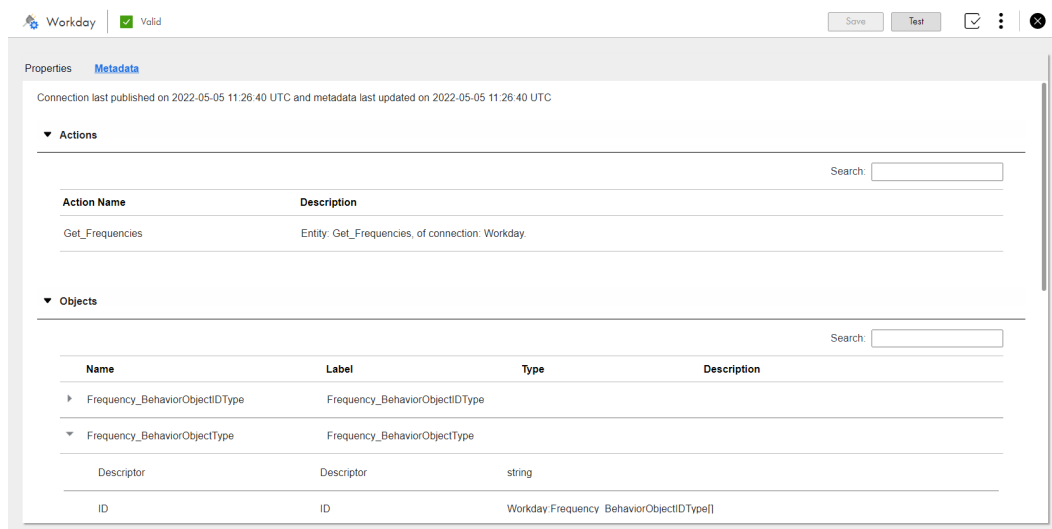 Workday Valid Save Test
Properties Metadata
Connection last published on 2022-05-05 11:26:40 UTC and metadata last updated on 2022-05-05 11:26:40 UTC
Actions
Search:
Action Name Description
Get_Frequencies Entity: Get_Frequencies, of connection: Workday.
Objects
Search:
Name Label Type Description
Frequency_BehaviorObjectIDType Frequency_BehaviorObjectIDType
Frequency_BehaviorObjectType Frequency_BehaviorObjectType
Descriptor Descriptor string
ID ID Workday:Frequency_BehaviorObjectIDType[]